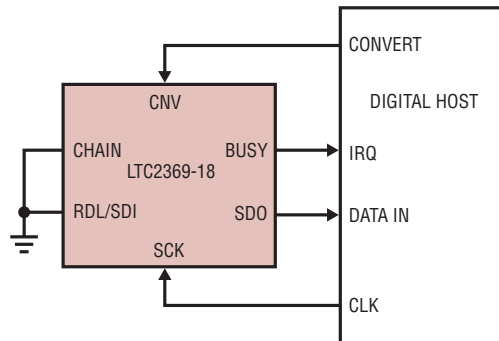 CONVERT
CNV
DIGITAL HOST
CHAIN
BUSY
IRQ
LTC2369-18
RDL/SDI
SDO
DATA IN
SCK
CLK